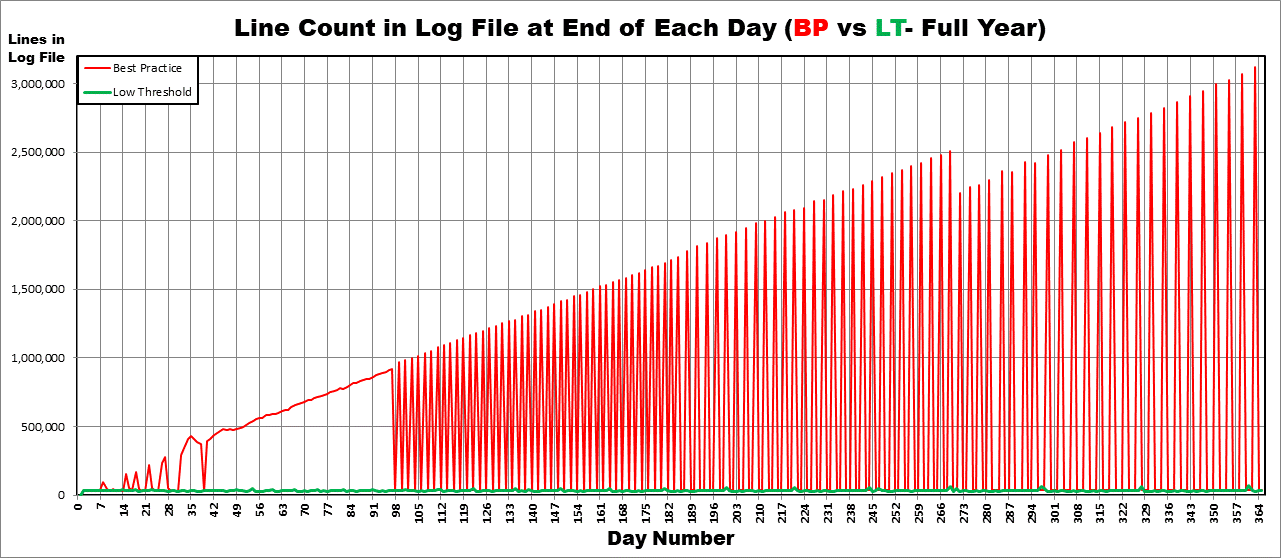 Line Count in Log File at End of Each Day (BP vs LT- Full Year)
Lines in
Log File
Best Practice
Low Threshold
3,000,000
2,500,000
2,000,000
1,500,000
1,000,000
500,000
0
0 7 14 21 28 35 42 49 56 63 70 77 84 91 98 105 112 119 126 133 140 147 154 161 168 175 182 189 196 203 210 217 224 231 238 245 252 259 266 273 280 287 294 301 308 315 322 329 336 343 350 357 364
Day Number